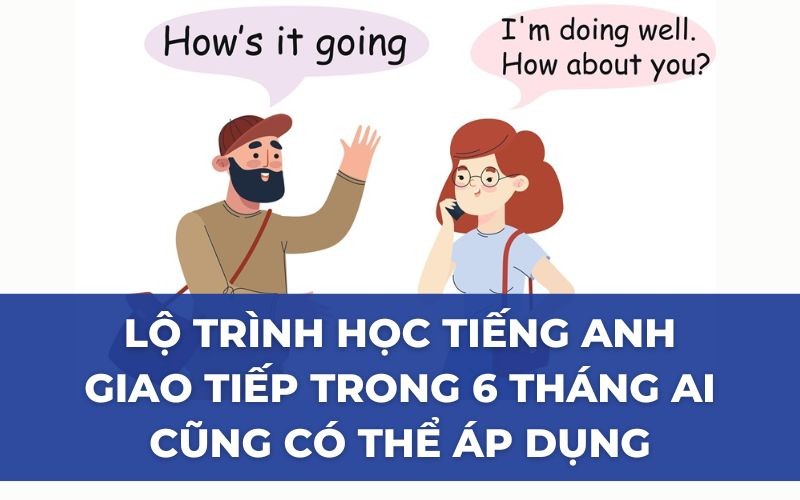 How's it going
I'm doing well.
How about you?
LỘ TRÌNH HỌC TIẾNG ANH
GIAO TIẾP TRONG 6 THÁNG AI
CŨNG CÓ THỂ ÁP DỤNG